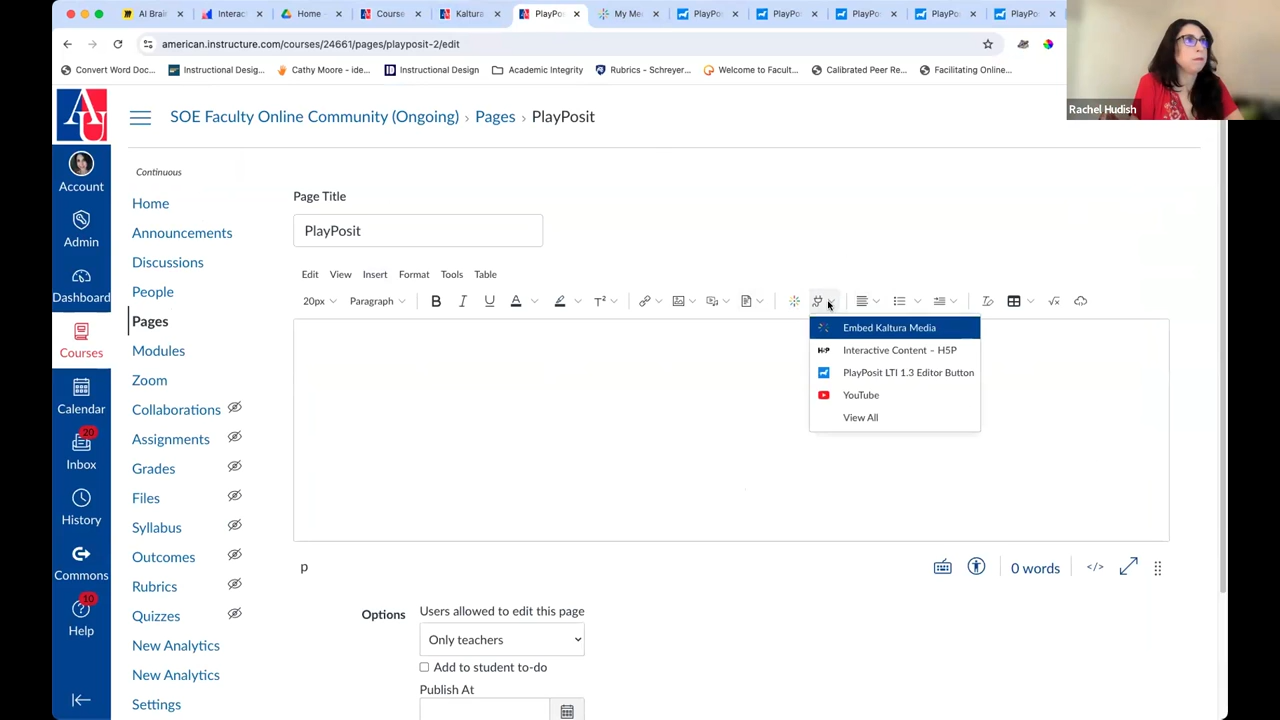 AI Brain
Interac
Home
Course
Kaltura
PlayPos
My Me
PlayPo
PlayPo
PlayPo
PlayPo
PlayPo
american.instructure.com/courses/24661/pages/playposit-2/edit
Convert Word Doc...
Instructional Desig...
Cathy Moore - ide...
Instructional Design
Academic Integrity
Rubrics - Schreyer...
Welcome to Facult...
Calibrated Peer Re...
Facilitating Online...
Rachel Hudish
AU
SOE Faculty Online Community (Ongoing) › Pages › PlayPosit
Account
Admin
Dashboard
Courses
Calendar
20
Inbox
History
Commons
10
Help
Continuous
Home
Announcements
Discussions
People
Pages
Modules
Zoom
Collaborations
Assignments
Grades
Files
Syllabus
Outcomes
Rubrics
Quizzes
New Analytics
New Analytics
Settings
Page Title
PlayPosit
Edit View Insert Format Tools Table
20px Paragraph B I U A T²
Embed Kaltura Media
H5P Interactive Content – H5P
PlayPosit LTI 1.3 Editor Button
YouTube
View All
p
0 words </>
Options
Users allowed to edit this page
Only teachers
Add to student to-do
Publish At